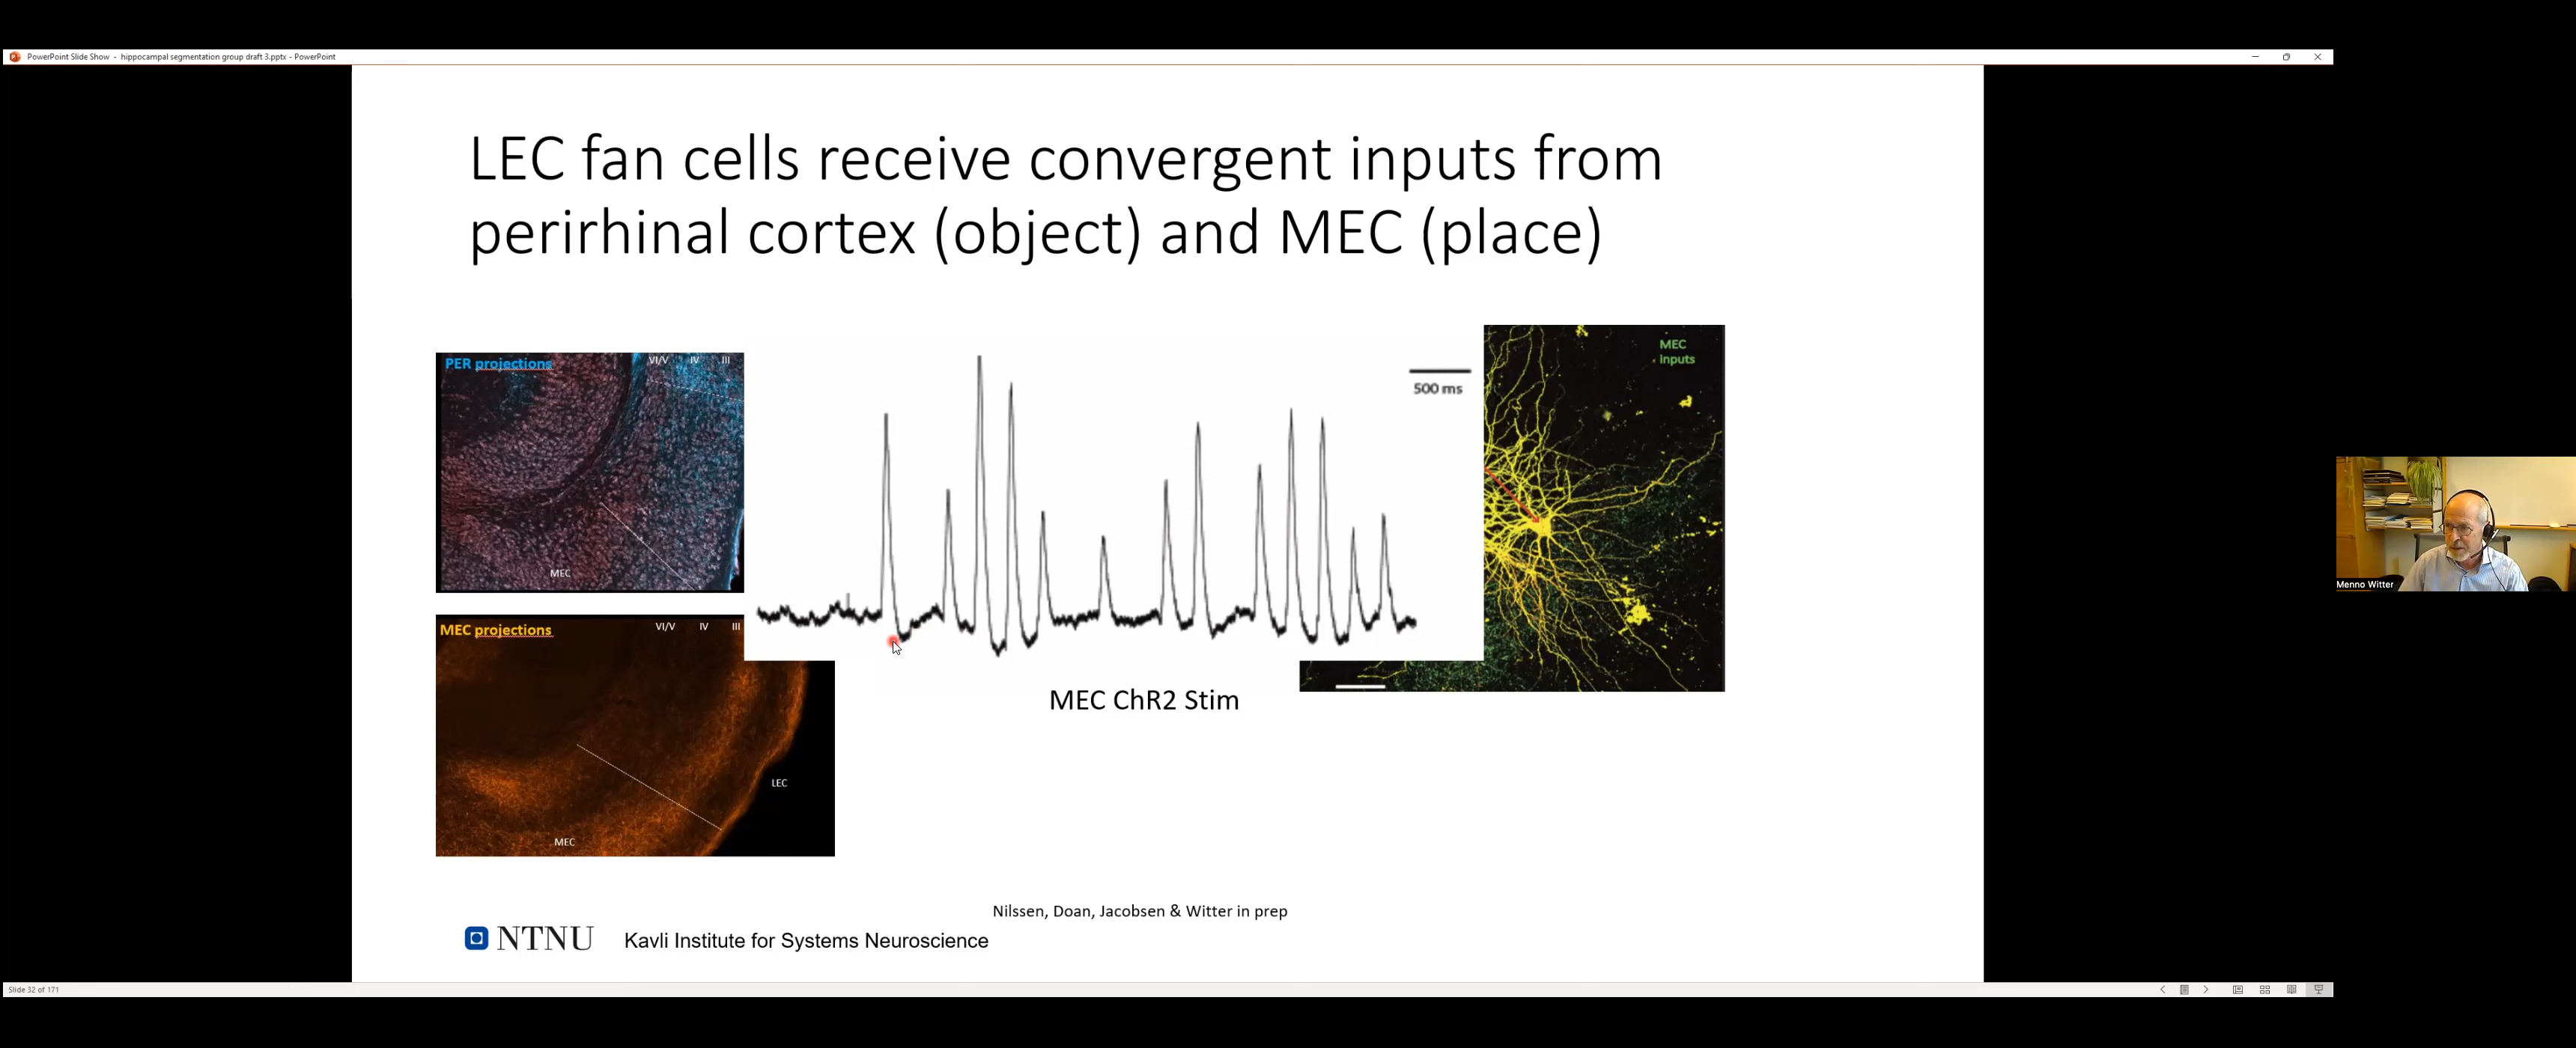 PowerPoint Slide Show - hippocampal segmentation group draft 3.pptx - PowerPoint
LEC fan cells receive convergent inputs from
perirhinal cortex (object) and MEC (place)
PER projections
VI/V IV III
MEC
500 ms
MEC
inputs
MEC projections
VI/V IV III
LEC
MEC
MEC ChR2 Stim
Menno Witter
Nilssen, Doan, Jacobsen & Witter in prep
NTNU
Kavli Institute for Systems Neuroscience
Slide 32 of 171